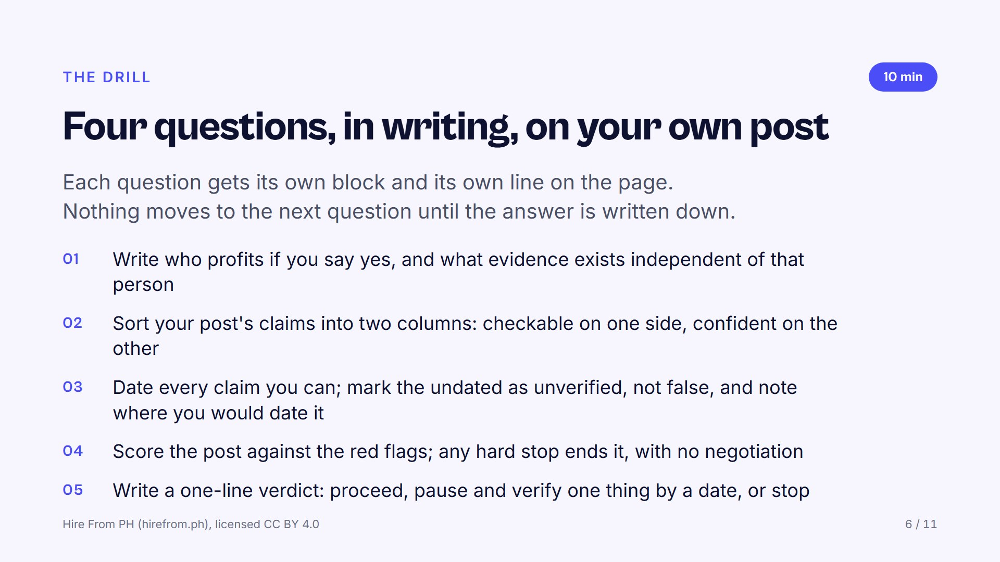 THE DRILL
10 min
Four questions, in writing, on your own post
Each question gets its own block and its own line on the page.
Nothing moves to the next question until the answer is written down.
01 Write who profits if you say yes, and what evidence exists independent of that
person
02 Sort your post's claims into two columns: checkable on one side, confident on the
other
03 Date every claim you can; mark the undated as unverified, not false, and note
where you would date it
04 Score the post against the red flags; any hard stop ends it, with no negotiation
05 Write a one-line verdict: proceed, pause and verify one thing by a date, or stop
Hire From PH (hirefrom.ph), licensed CC BY 4.0
6 / 11